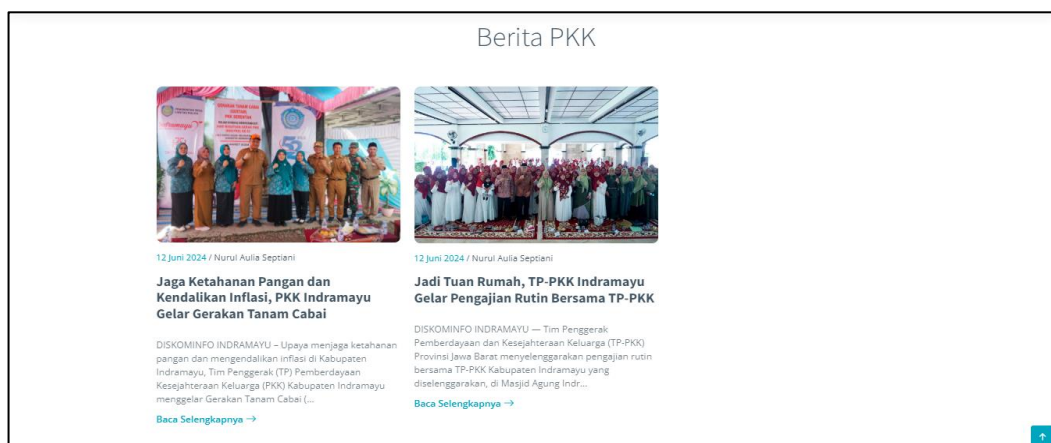 Berita PKK
12 Juni 2024 / Nurul Aulia Septiani
Jaga Ketahanan Pangan dan
Kendalikan Inflasi, PKK Indramayu
Gelar Gerakan Tanam Cabai
DISKOMINFO INDRAMAYU – Upaya menjaga ketahanan
pangan dan mengendalikan inflasi di Kabupaten
Indramayu, Tim Penggerak (TP) Pemberdayaan
Kesejahteraan Keluarga (PKK) Kabupaten Indramayu
menggelar Gerakan Tanam Cabai (...
Baca Selengkapnya →
12 Juni 2024 / Nurul Aulia Septiani
Jadi Tuan Rumah, TP-PKK Indramayu
Gelar Pengajian Rutin Bersama TP-PKK
DISKOMINFO INDRAMAYU — Tim Penggerak
Pemberdayaan dan Kesejahteraan Keluarga (TP-PKK)
Provinsi Jawa Barat menyelenggarakan pengajian rutin
bersama TP-PKK Kabupaten Indramayu yang
diselenggarakan, di Masjid Agung Indr...
Baca Selengkapnya →